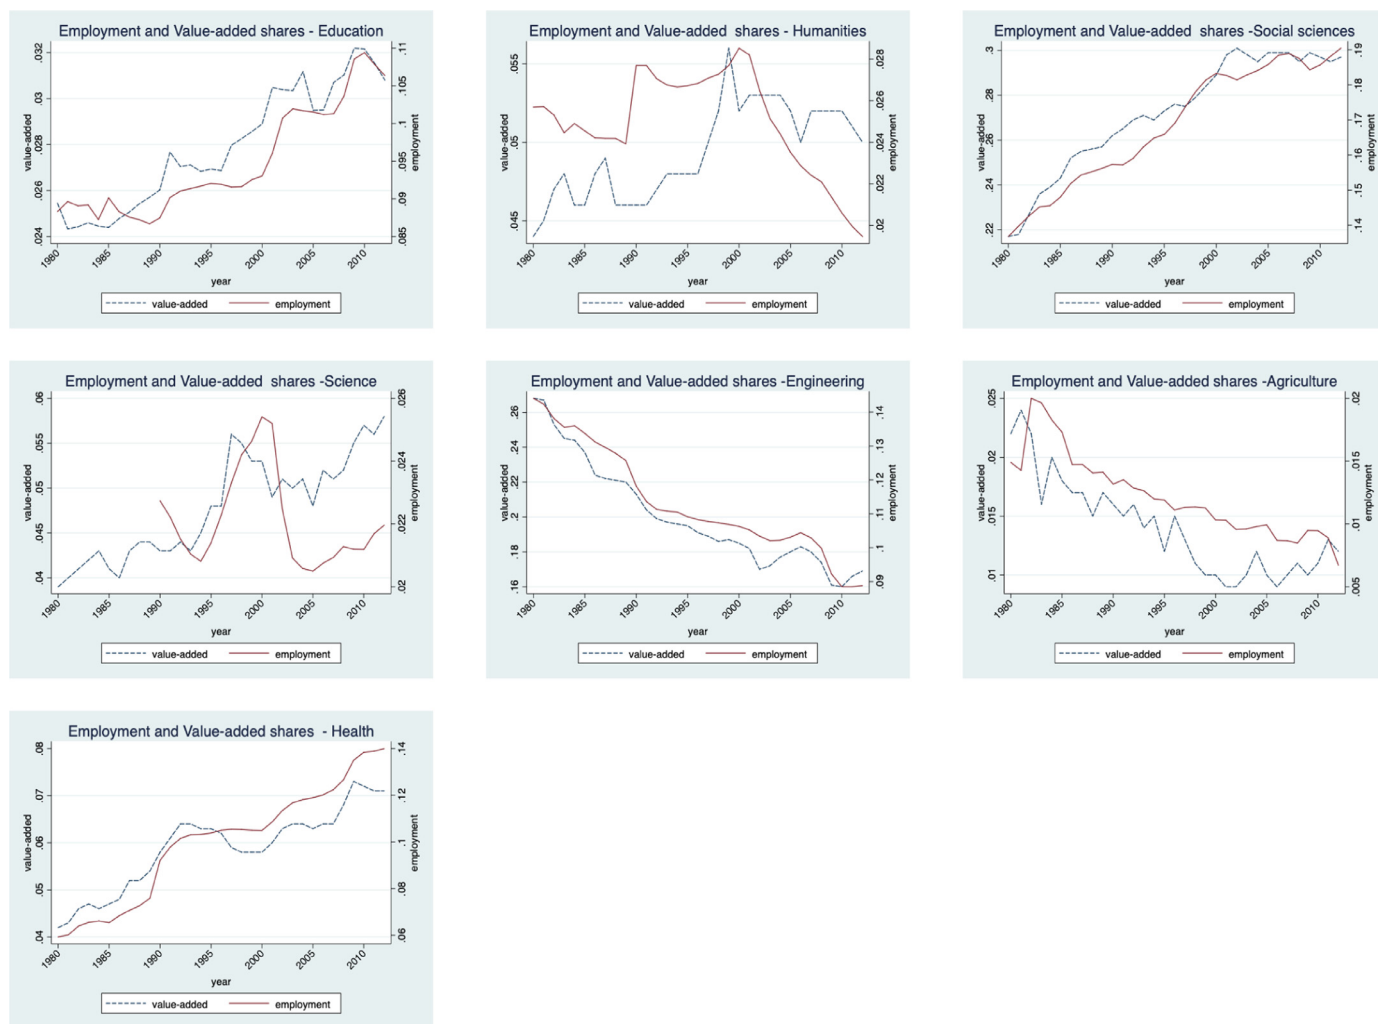 Employment and Value-added shares - Education
value-added
.024 .026 .028 .03 .032
employment
.085 .09 .095 .1 .105 .11
1980 1985 1990 1995 2000 2005 2010
year
value-added employment
Employment and Value-added shares - Humanities
value-added
.045 .05 .055
employment
.02 .022 .024 .026 .028
1980 1985 1990 1995 2000 2005 2010
year
value-added employment
Employment and Value-added shares -Social sciences
value-added
.22 .24 .26 .28 .3
employment
.14 .15 .16 .17 .18 .19
1980 1985 1990 1995 2000 2005 2010
year
value-added employment
Employment and Value-added shares -Science
value-added
.04 .045 .05 .055 .06
employment
.02 .022 .024 .026
1980 1985 1990 1995 2000 2005 2010
year
value-added employment
Employment and Value-added shares -Engineering
value-added
.16 .18 .2 .22 .24 .26
employment
.09 .1 .11 .12 .13 .14
1980 1985 1990 1995 2000 2005 2010
year
value-added employment
Employment and Value-added shares -Agriculture
value-added
.01 .015 .02 .025
employment
.005 .01 .015 .02
1980 1985 1990 1995 2000 2005 2010
year
value-added employment
Employment and Value-added shares - Health
value-added
.04 .05 .06 .07 .08
employment
.06 .08 .1 .12 .14
1980 1985 1990 1995 2000 2005 2010
year
value-added employment